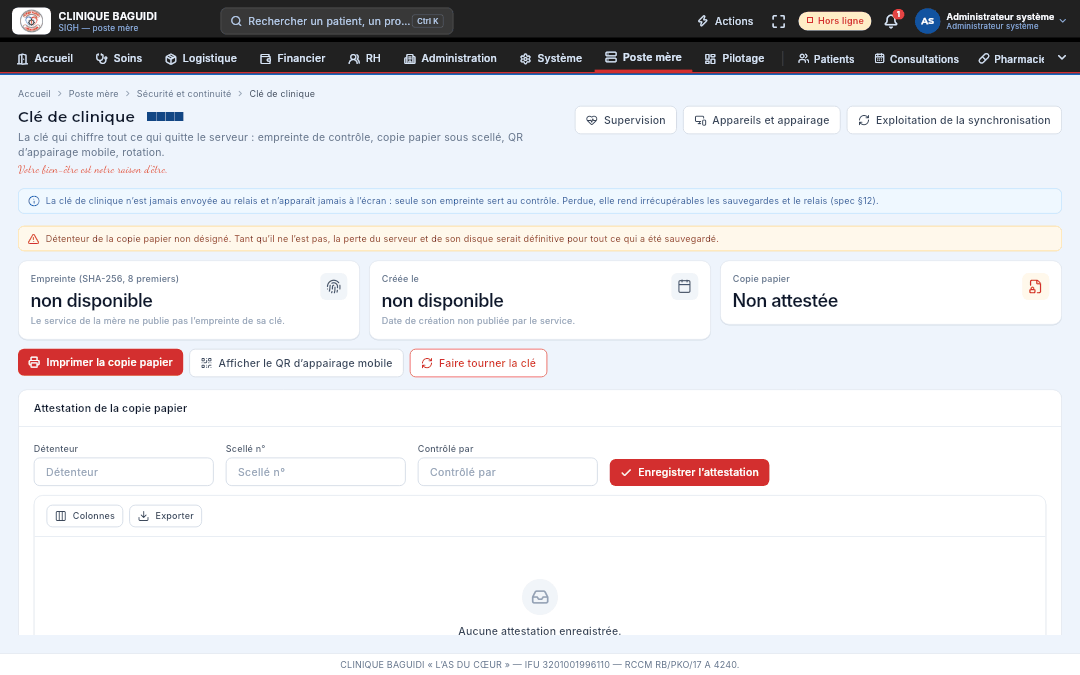 CLINIQUE BAGUIDI
SIGH — poste mère
Rechercher un patient, un pro... Ctrl K
Actions
Hors ligne
1
AS
Administrateur système
Administrateur système
Accueil
Soins
Logistique
Financier
RH
Administration
Système
Poste mère
Pilotage
Patients
Consultations
Accueil > Poste mère > Sécurité et continuité > Clé de clinique
Clé de clinique
La clé qui chiffre tout ce qui quitte le serveur : empreinte de contrôle, copie papier sous scellé, QR
d’appairage mobile, rotation.
Votre bien-être est notre raison d'être.
Supervision
Appareils et appairage
Exploitation de la synchronisation
La clé de clinique n’est jamais envoyée au relais et n’apparaît jamais à l’écran : seule son empreinte sert au contrôle. Perdue, elle rend irrécupérables les sauvegardes et le relais (spec §12).
Détenteur de la copie papier non désigné. Tant qu’il ne l’est pas, la perte du serveur et de son disque serait définitive pour tout ce qui a été sauvegardé.
Empreinte (SHA-256, 8 premiers)
non disponible
Le service de la mère ne publie pas l’empreinte de sa clé.
Créée le
non disponible
Date de création non publiée par le service.
Copie papier
Non attestée
Imprimer la copie papier
Afficher le QR d’appairage mobile
Faire tourner la clé
Attestation de la copie papier
Détenteur
Scellé n°
Contrôlé par
Détenteur
Scellé n°
Contrôlé par
Enregistrer l’attestation
Colonnes
Exporter
Aucune attestation enregistrée.
CLINIQUE BAGUIDI « L’AS DU CŒUR » — IFU 3201001996110 — RCCM RB/PKO/17 A 4240.